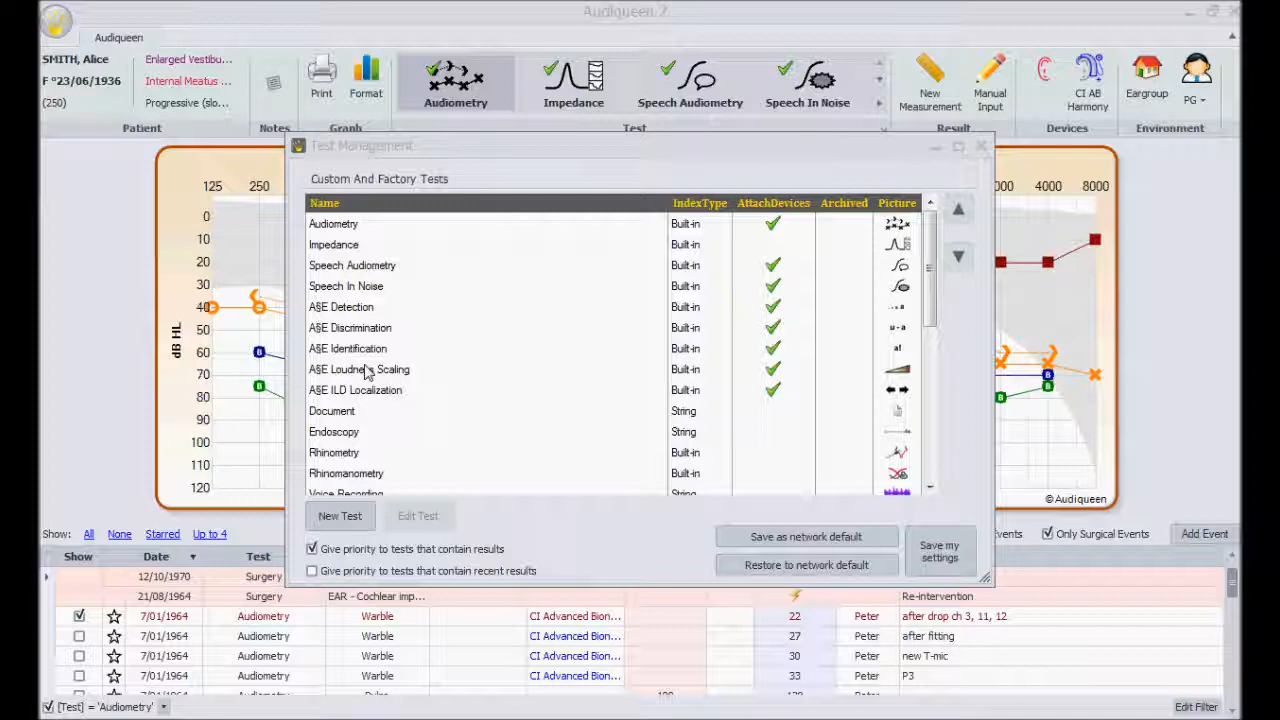 Audiqueen 2
Audiqueen
SMITH, Alice
F °23/06/1936
(250)
Enlarged Vestibu...
Internal Meatus ...
Progressive (slo...
Print
Format
Audiometry
Impedance
Speech Audiometry
Speech In Noise
New Measurement
Manual Input
CI AB Harmony
Eargroup
PG
Patient
Notes
Graph
Test
Result
Devices
Environment
Test Management
Custom And Factory Tests
Name IndexType AttachDevices Archived Picture
Audiometry Built-in
Impedance Built-in
Speech Audiometry Built-in
Speech In Noise Built-in
A§E Detection Built-in
A§E Discrimination Built-in u - a
A§E Identification Built-in
A§E Loudness Scaling Built-in
A§E ILD Localization Built-in
Document String
Endoscopy String
Rhinometry Built-in
Rhinomanometry Built-in
Voice Recording String
New Test
Edit Test
Give priority to tests that contain results
Give priority to tests that contain recent results
Save as network default
Restore to network default
Save my settings
125 250
0
10
20
30
40
50
60
70
80
90
100
110
120
dB HL
B
B
4000 8000
B
B
B
© Audiqueen
Show: All None Starred Up to 4
Events
Only Surgical Events
Add Event
Show Date Test
12/10/1970 Surgery
21/08/1964 Surgery EAR - Cochlear imp... Re-intervention
7/01/1964 Audiometry Warble CI Advanced Bion... 22 Peter after drop ch 3, 11, 12
7/01/1964 Audiometry Warble CI Advanced Bion... 27 Peter after fitting
7/01/1964 Audiometry Warble CI Advanced Bion... 30 Peter new T-mic
7/01/1964 Audiometry Warble CI Advanced Bion... 33 Peter P3
[Test] = 'Audiometry'
Edit Filter